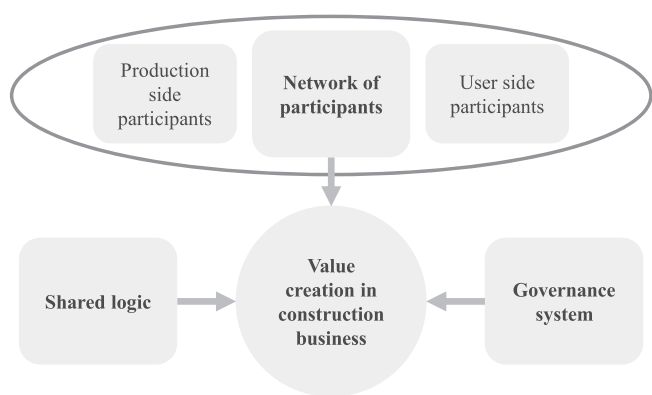 Production
side
participants
Network of
participants
User side
participants
Value
creation in
construction
business
Shared logic
Governance
system